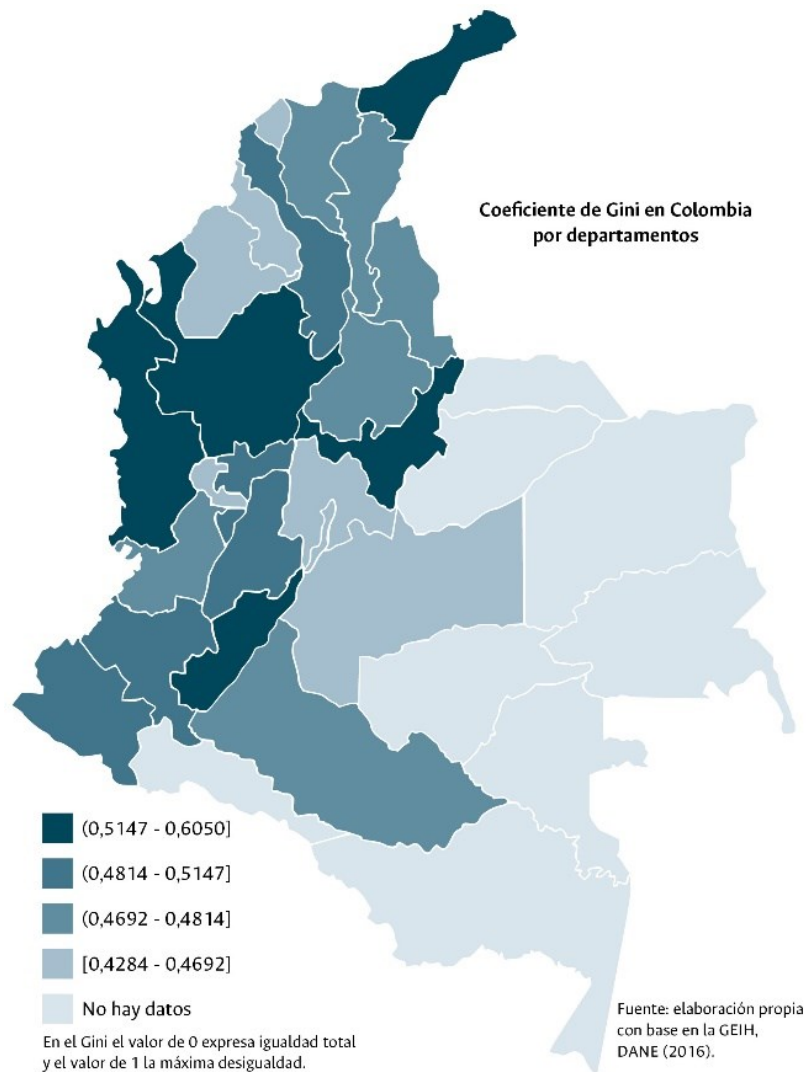 Coeficiente de Gini en Colombia
por departamentos
(0,5147 - 0,6050]
(0,4814 - 0,5147]
(0,4692 - 0,4814]
[0,4284 - 0,4692]
No hay datos
En el Gini el valor de 0 expresa igualdad total
y el valor de 1 la máxima desigualdad.
Fuente: elaboración propia
con base en la GEIH,
DANE (2016).